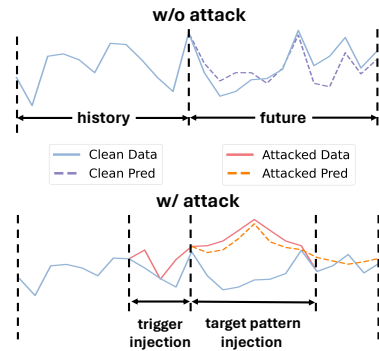 w/o attack
history
future
Clean Data
Clean Pred
Attacked Data
Attacked Pred
w/ attack
trigger
injection
target pattern
injection